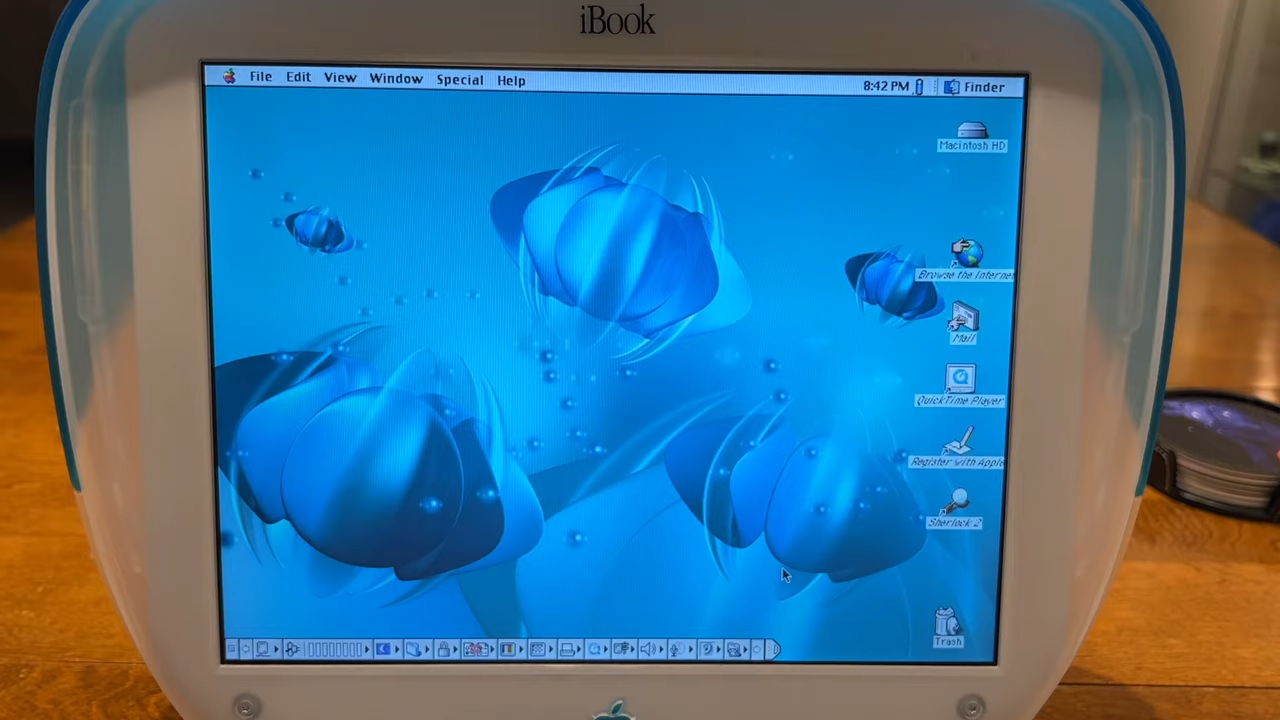 iBook
File Edit View Window Special Help 8:42 PM Finder
Macintosh HD
Browse the Internet
Mail
QuickTime Player
Register with Apple
Sherlock 2
Trash